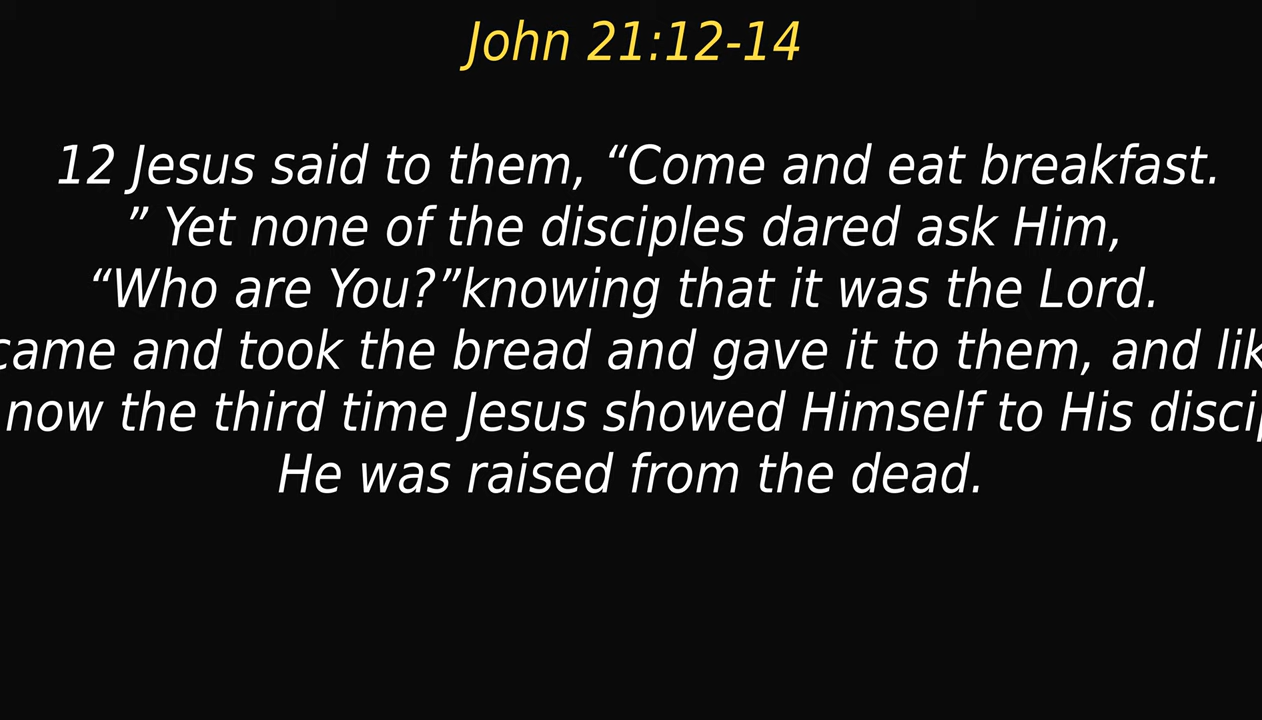 John 21:12-14
12 Jesus said to them, “Come and eat breakfast.
” Yet none of the disciples dared ask Him,
“Who are You?”knowing that it was the Lord.
came and took the bread and gave it to them, and
now the third time Jesus showed Himself to His
He was raised from the dead.